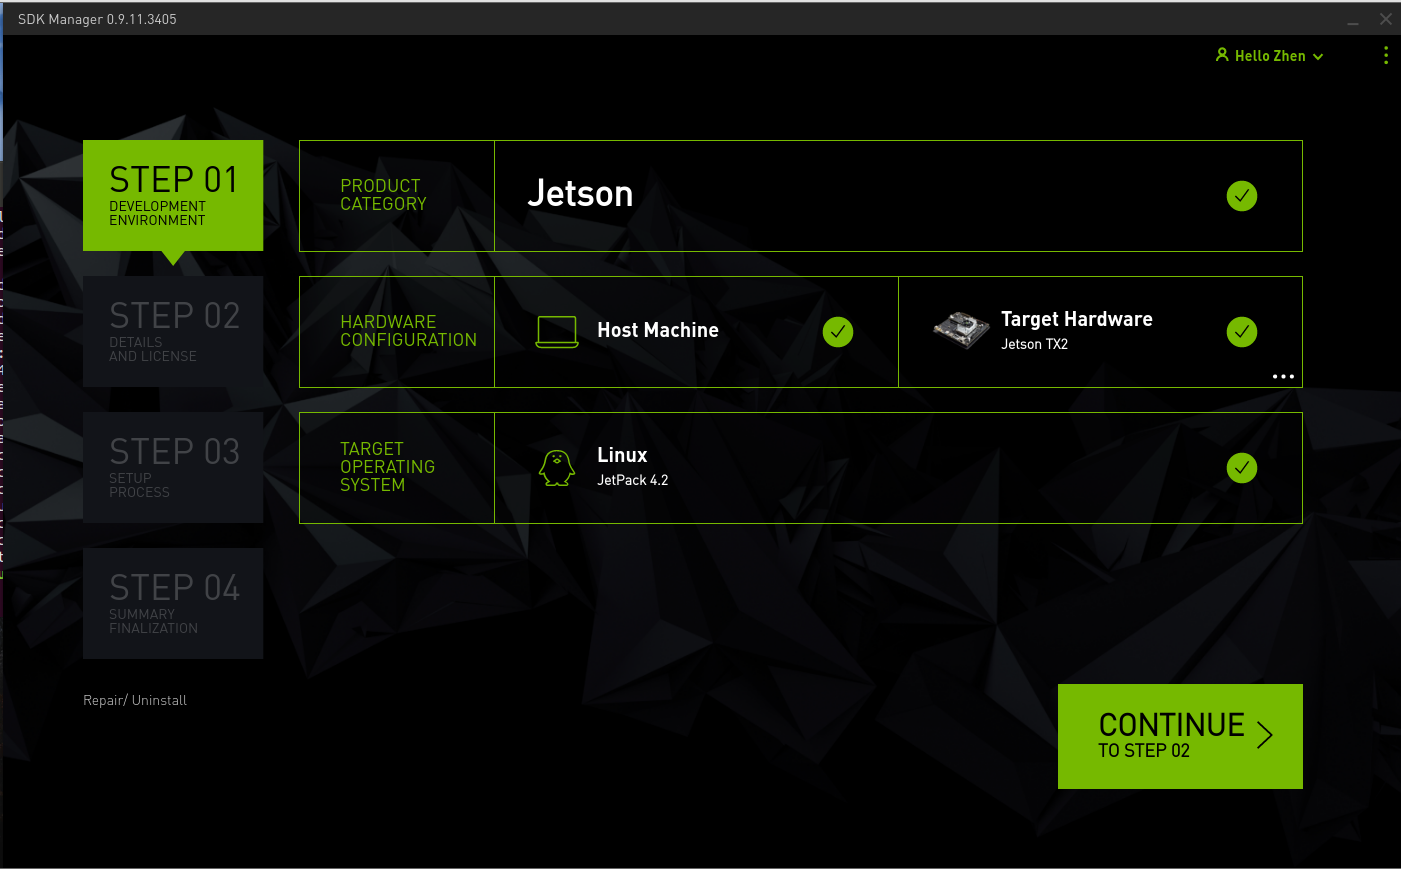 SDK Manager 0.9.11.3405
Hello Zhen
STEP 01
DEVELOPMENT
ENVIRONMENT
PRODUCT
CATEGORY
Jetson
STEP 02
DETAILS
AND LICENSE
HARDWARE
CONFIGURATION
Host Machine
Target Hardware
Jetson TX2
STEP 03
SETUP
PROCESS
TARGET
OPERATING
SYSTEM
Linux
JetPack 4.2
STEP 04
SUMMARY
FINALIZATION
Repair/ Uninstall
CONTINUE
TO STEP 02